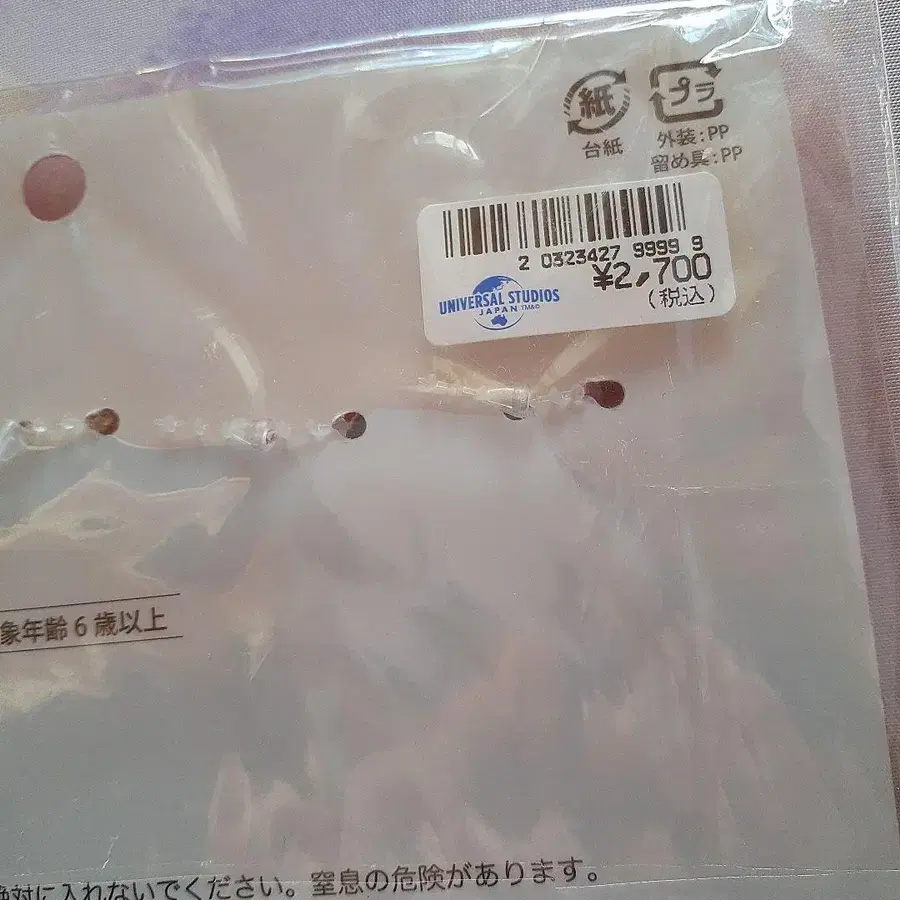 紙
プラ
台紙
外装:PP
留め具:PP
2 0323427 9999 9
¥2,700
(税込)
UNIVERSAL STUDIOS
JAPAN TM&©
象年齢6歳以上
絶対に入れないでください。窒息の危険があります。